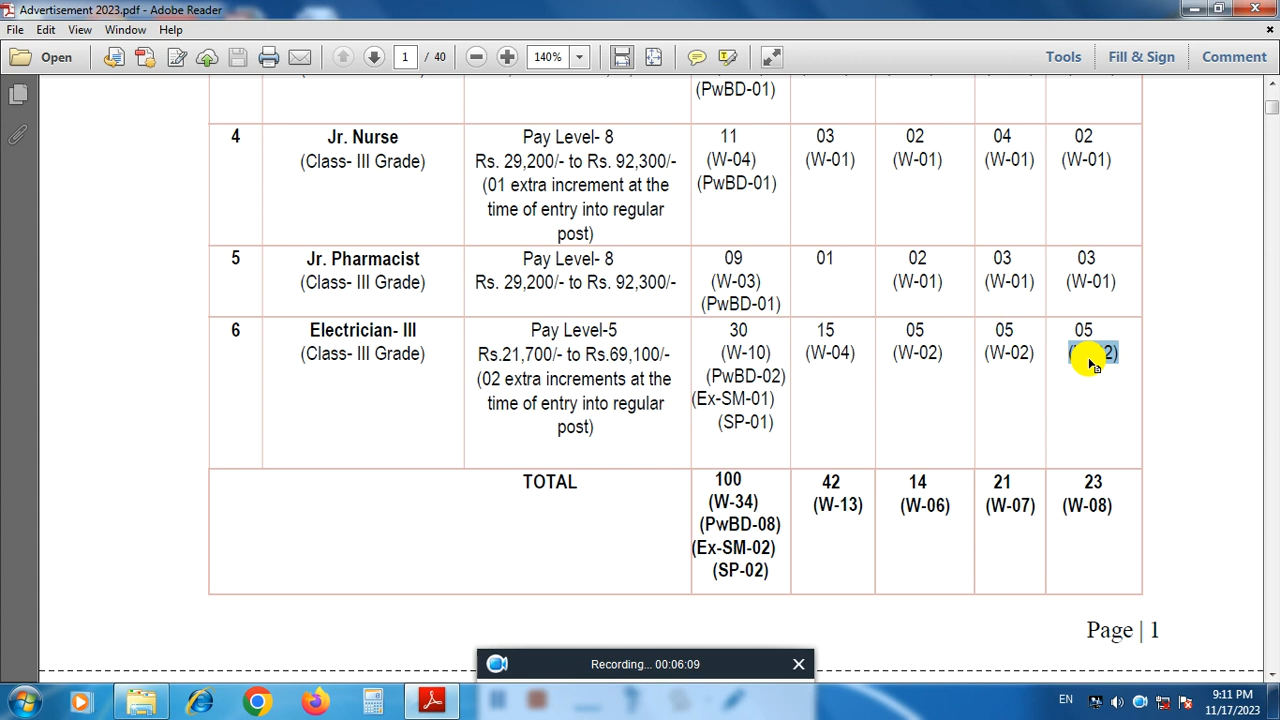 Advertisement 2023.pdf - Adobe Reader
File Edit View Window Help
Open 1 / 40 140% Tools Fill & Sign Comment
(PwBD-01)
4 Jr. Nurse Pay Level- 8 11 03 02 04 02
(Class- III Grade) Rs. 29,200/- to Rs. 92,300/- (W-04) (W-01) (W-01) (W-01) (W-01)
(01 extra increment at the (PwBD-01)
time of entry into regular
post)
5 Jr. Pharmacist Pay Level- 8 09 01 02 03 03
(Class- III Grade) Rs. 29,200/- to Rs. 92,300/- (W-03) (W-01) (W-01) (W-01)
(PwBD-01)
6 Electrician- III Pay Level-5 30 15 05 05 05
(Class- III Grade) Rs.21,700/- to Rs.69,100/- (W-10) (W-04) (W-02) (W-02)
(02 extra increments at the (PwBD-02)
time of entry into regular (Ex-SM-01)
post) (SP-01)
TOTAL 100 42 14 21 23
(W-34) (W-13) (W-06) (W-07) (W-08)
(PwBD-08)
(Ex-SM-02)
(SP-02)
Page | 1
Recording... 00:06:09
EN 9:11 PM
11/17/2023